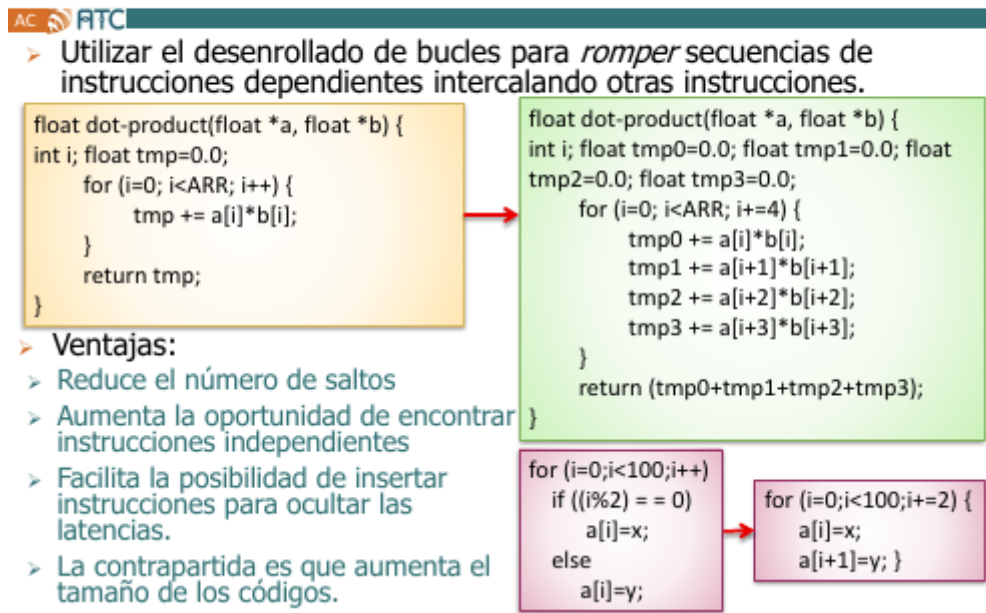 AC ATC
Utilizar el desenrollado de bucles para romper secuencias de
instrucciones dependientes intercalando otras instrucciones.
float dot-product(float *a, float *b) {
int i; float tmp=0.0;
for (i=0; i<ARR; i++) {
tmp += a[i]*b[i];
}
return tmp;
}
float dot-product(float *a, float *b) {
int i; float tmp0=0.0; float tmp1=0.0; float
tmp2=0.0; float tmp3=0.0;
for (i=0; i<ARR; i+=4) {
tmp0 += a[i]*b[i];
tmp1 += a[i+1]*b[i+1];
tmp2 += a[i+2]*b[i+2];
tmp3 += a[i+3]*b[i+3];
}
return (tmp0+tmp1+tmp2+tmp3);
}
Ventajas:
Reduce el número de saltos
Aumenta la oportunidad de encontrar
instrucciones independientes
Facilita la posibilidad de insertar
instrucciones para ocultar las
latencias.
La contrapartida es que aumenta el
tamaño de los códigos.
for (i=0;i<100;i++)
if ((i%2) = = 0)
a[i]=x;
else
a[i]=y;
for (i=0;i<100;i+=2) {
a[i]=x;
a[i+1]=y; }